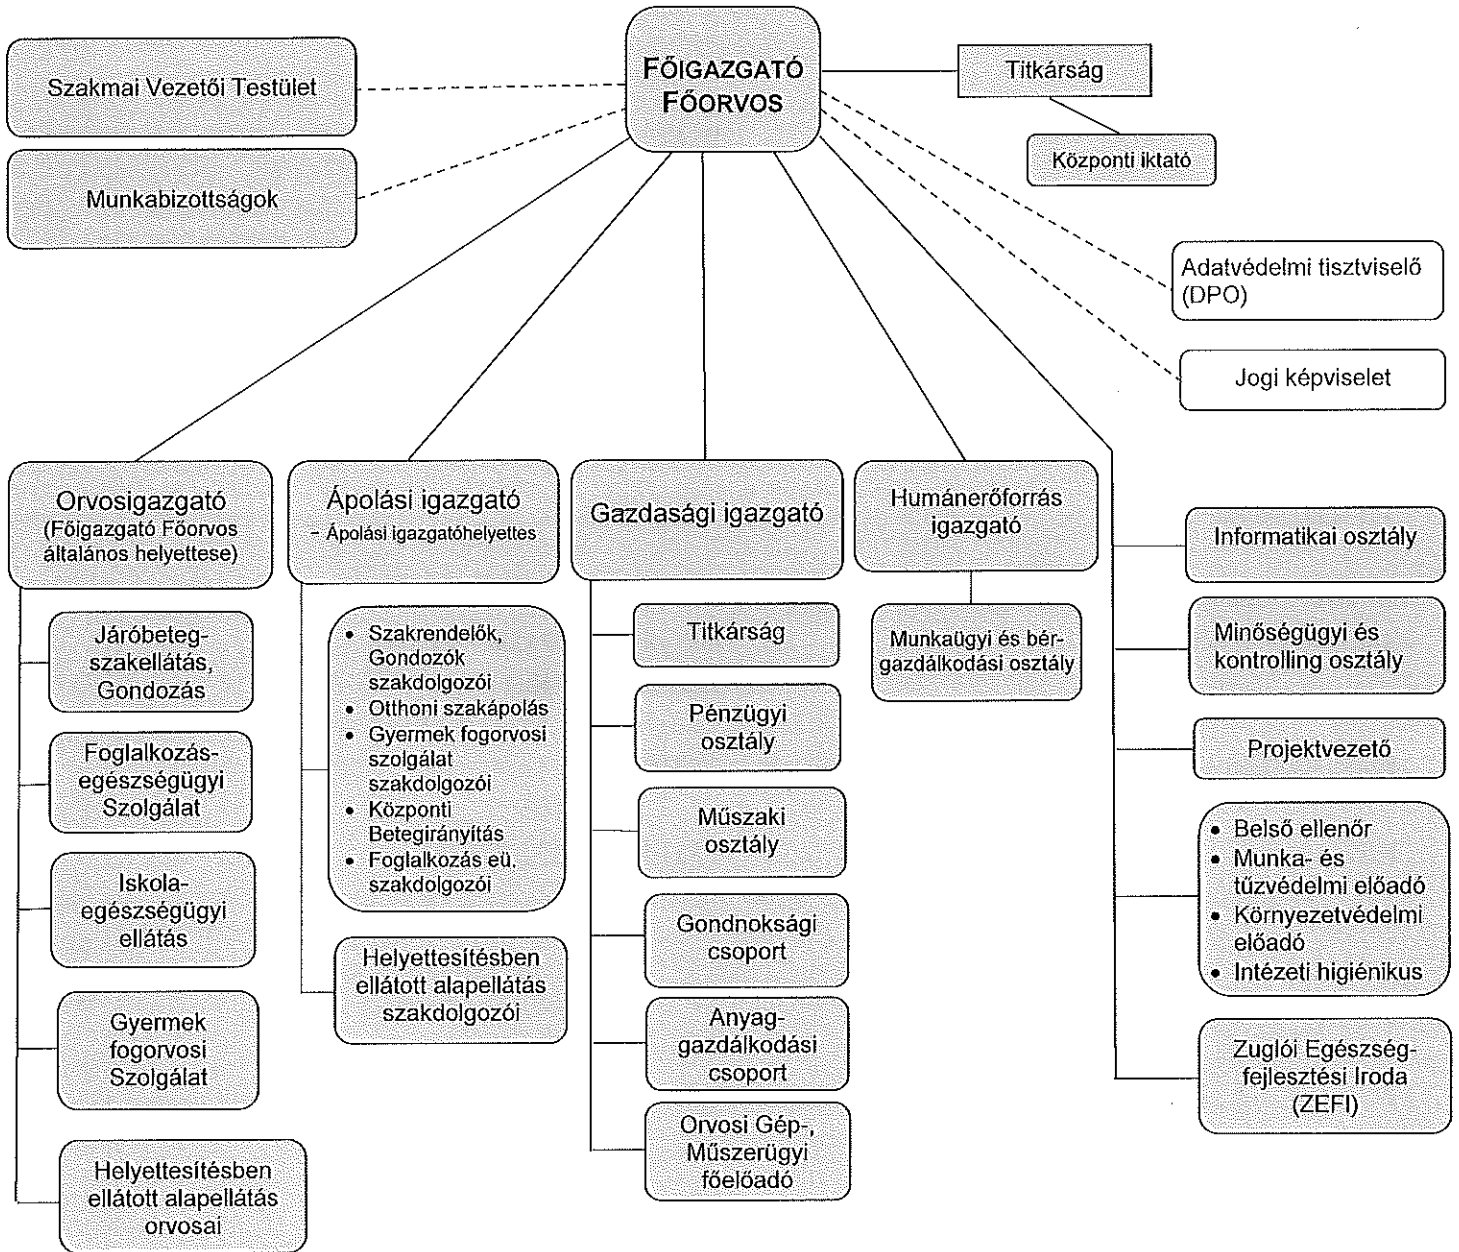 FŐIGAZGATÓ
FŐORVOS
Szakmai Vezetői Testület
Munkabizottságok
Titkárság
Központi iktató
Adatvédelmi tisztviselő
(DPO)
Jogi képviselet
Orvosigazgató
(Főigazgató Főorvos
általános helyettese)
Járóbeteg-
szakellátás,
Gondozás
Foglalkozás-
egészségügyi
Szolgálat
Iskola-
egészségügyi
ellátás
Gyermek
fogorvosi
Szolgálat
Helyettesítésben
ellátott alapellátás
orvosai
Ápolási igazgató
- Ápolási igazgatóhelyettes
• Szakrendelők,
Gondozók
szakdolgozói
• Otthoni szakápolás
• Gyermek fogorvosi
szolgálat
szakdolgozói
• Központi
Betegirányítás
• Foglalkozás eü.
szakdolgozói
Helyettesítésben
ellátott alapellátás
szakdolgozói
Gazdasági igazgató
Titkárság
Pénzügyi
osztály
Műszaki
osztály
Gondnoksági
csoport
Anyag-
gazdálkodási
csoport
Orvosi Gép-,
Műszerügyi
főelőadó
Humánerőforrás
igazgató
Munkaügyi és bér-
gazdálkodási osztály
Informatikai osztály
Minőségügyi és
kontrolling osztály
Projektvezető
• Belső ellenőr
• Munka- és
tűzvédelmi előadó
• Környezetvédelmi
előadó
• Intézeti higiénikus
Zuglói Egészség-
fejlesztési Iroda
(ZEFI)